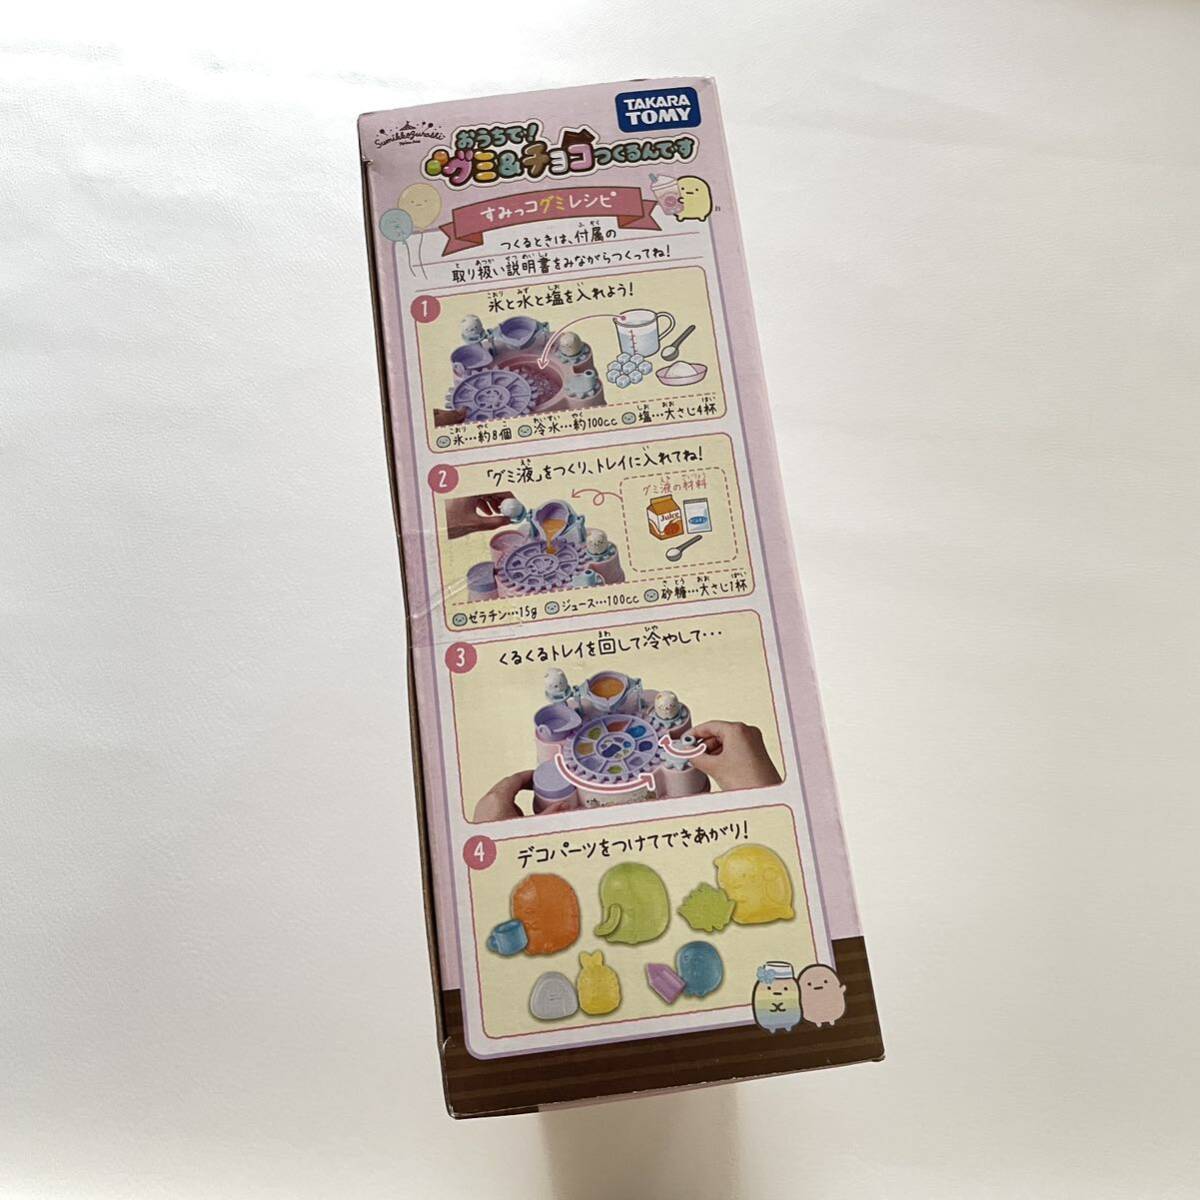 Sumikkogurashi
TAKARA TOMY
おうちで!
グミ&チョコつくるんです
すみっコグミレシピ
つくるときは、付属の
取り扱い説明書をみながらつくってね!
1
氷と水と塩を入れよう!
氷…約8個 冷水…約100cc 塩…大さじ4杯
2
「グミ液」をつくり、トレイに入れてね!
グミ液の材料
Juice
ゼラチン…15g ジュース…100cc 砂糖…大さじ1杯
3
くるくるトレイを回して冷やして…
4
デコパーツをつけてできあがり!